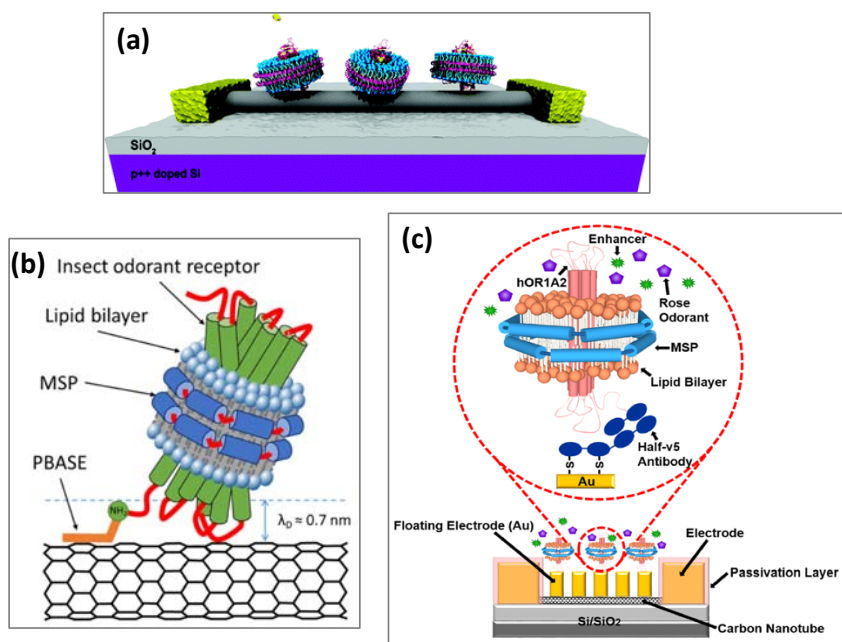 (a)
SiO2
p++ doped Si
(b)
Insect odorant receptor
Lipid bilayer
MSP
PBASE
NH2
λD ≈ 0.7 nm
(c)
Enhancer
hOR1A2
Rose
Odorant
MSP
Lipid Bilayer
Half-v5
Antibody
S
S
Au
Floating Electrode (Au)
Electrode
Passivation Layer
Si/SiO2
Carbon Nanotube